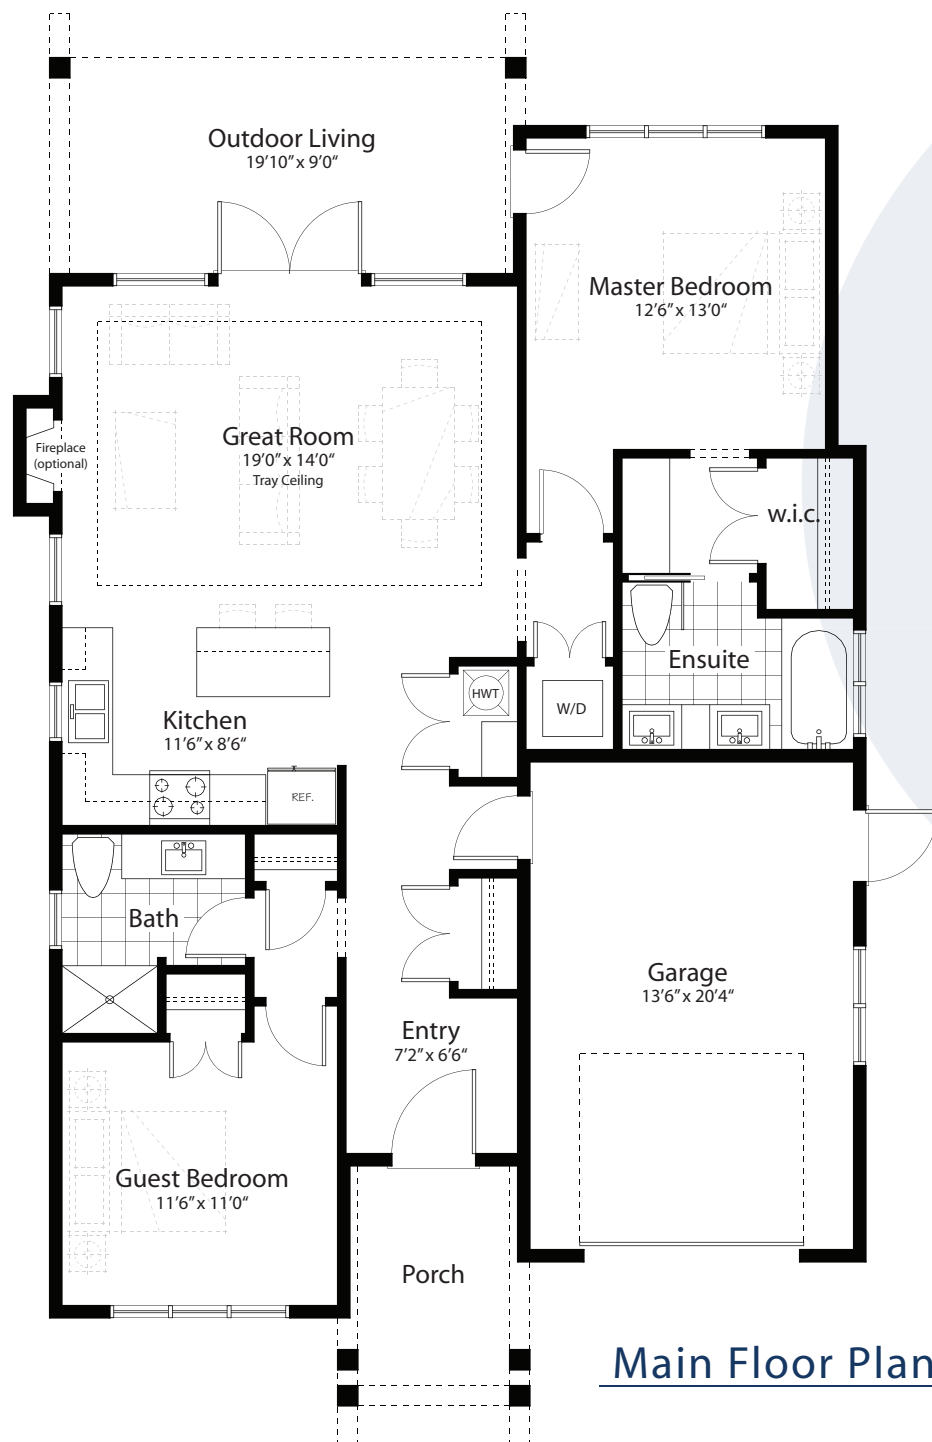 Outdoor Living
19'10” x 9'0“
Master Bedroom
12'6” x 13'0“
Great Room
19'0” x 14'0“
Tray Ceiling
Fireplace
(optional)
w.i.c.
Ensuite
HWT
W/D
Kitchen
11'6” x 8'6“
REF.
Bath
Garage
13'6” x 20'4“
Entry
7'2” x 6'6“
Guest Bedroom
11'6” x 11'0“
Porch
Main Floor Plan